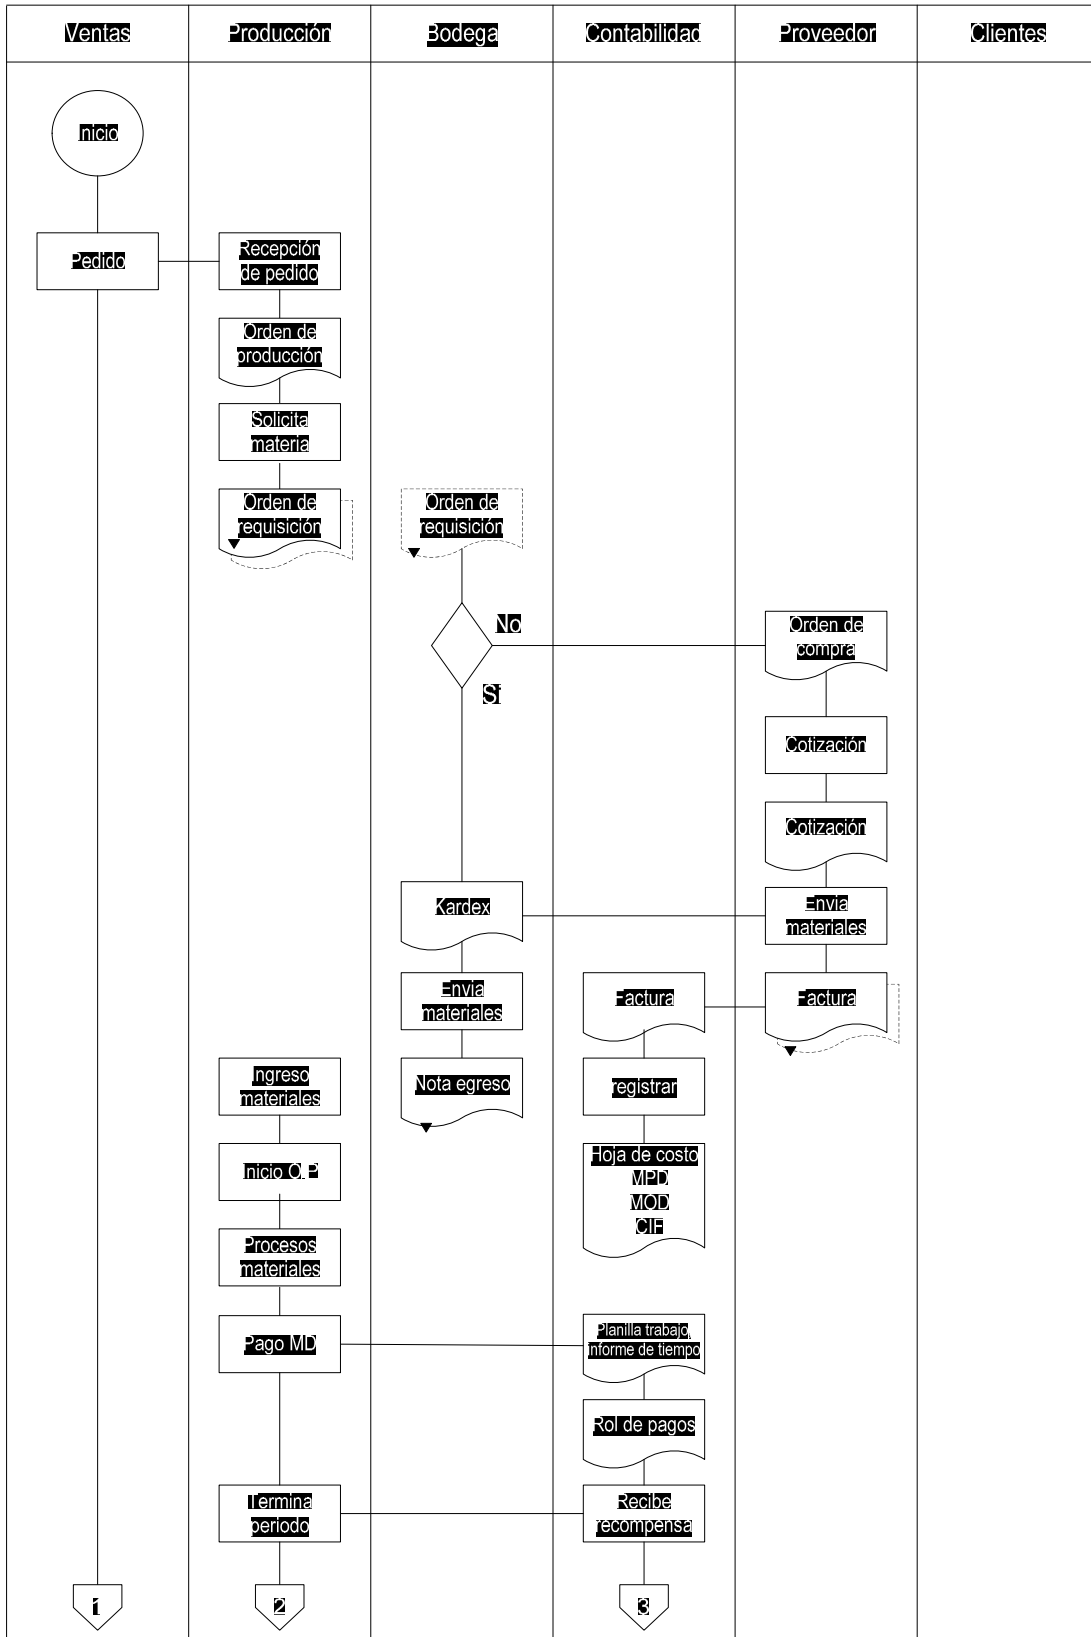 Ventas
Producción
Bodega
Contabilidad
Proveedor
Clientes
Inicio
Pedido
Recepción
de pedido
Orden de
producción
Solicita
materia
Orden de
requisición
Orden de
requisición
No
Si
Orden de
compra
Cotización
Cotización
Kardex
Envia
materiales
Envia
materiales
Factura
Factura
Ingreso
materiales
Nota egreso
registrar
Inicio O.P
Hoja de costo
MPD
MOD
CIF
Procesos
materiales
Pago MD
Planilla trabajo,
informe de tiempo
Rol de pagos
Termina
periodo
Recibe
recompensa
1
2
3